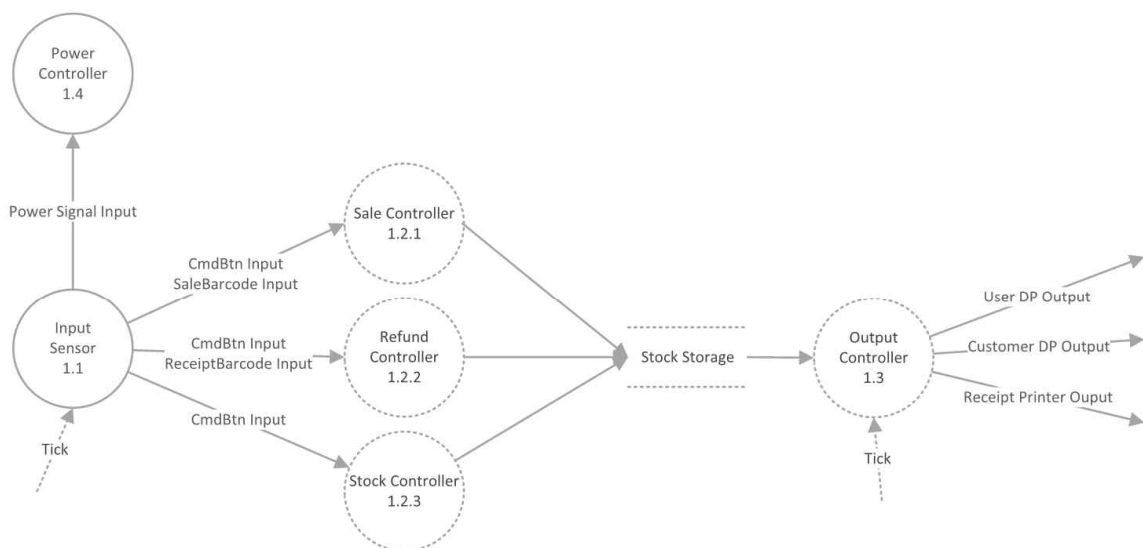 Power
Controller
1.4
Power Signal Input
Sale Controller
1.2.1
CmdBtn Input
SaleBarcode Input
User DP Output
Input
Sensor
1.1
CmdBtn Input
ReceiptBarcode Input
Refund
Controller
1.2.2
Stock Storage
Output
Controller
1.3
Customer DP Output
Receipt Printer Ouput
CmdBtn Input
Tick
Stock Controller
1.2.3
Tick